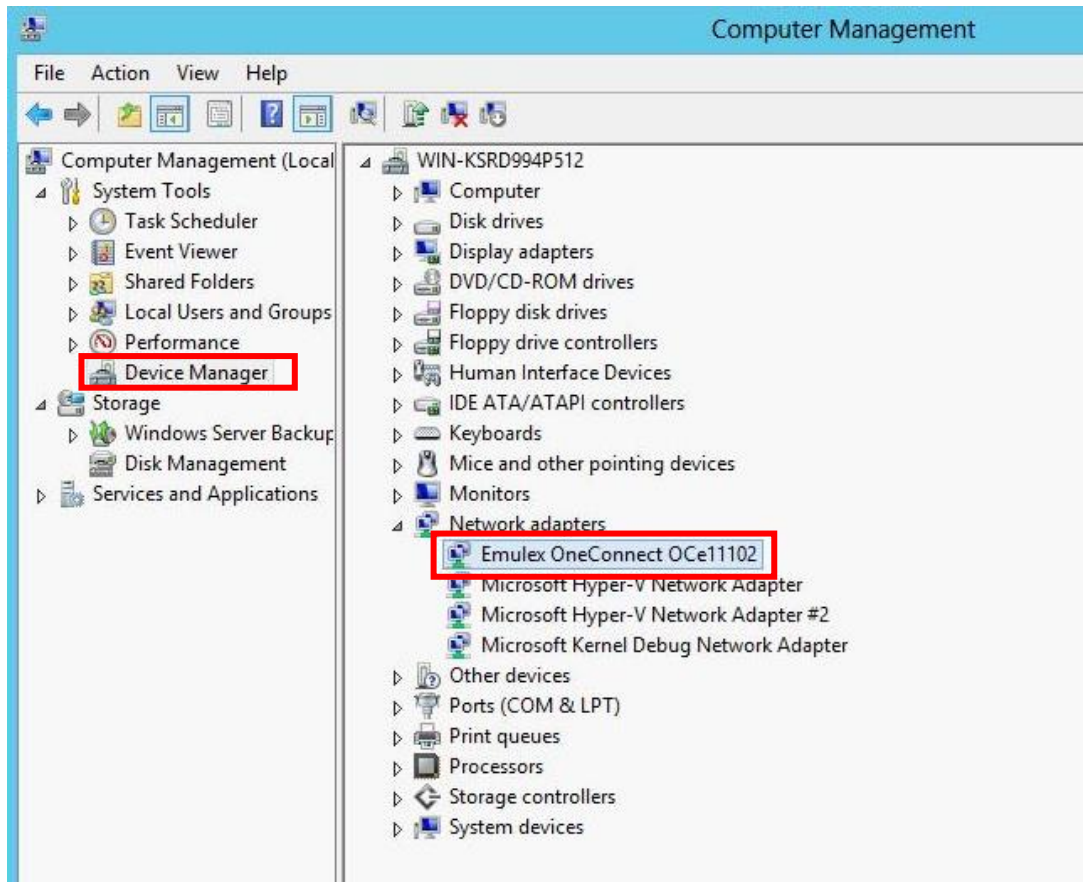 Computer Management
File Action View Help
Computer Management (Local
System Tools
Task Scheduler
Event Viewer
Shared Folders
Local Users and Groups
Performance
Device Manager
Storage
Windows Server Backup
Disk Management
Services and Applications
WIN-KSRD994P512
Computer
Disk drives
Display adapters
DVD/CD-ROM drives
Floppy disk drives
Floppy drive controllers
Human Interface Devices
IDE ATA/ATAPI controllers
Keyboards
Mice and other pointing devices
Monitors
Network adapters
Emulex OneConnect OCe11102
Microsoft Hyper-V Network Adapter
Microsoft Hyper-V Network Adapter #2
Microsoft Kernel Debug Network Adapter
Other devices
Ports (COM & LPT)
Print queues
Processors
Storage controllers
System devices